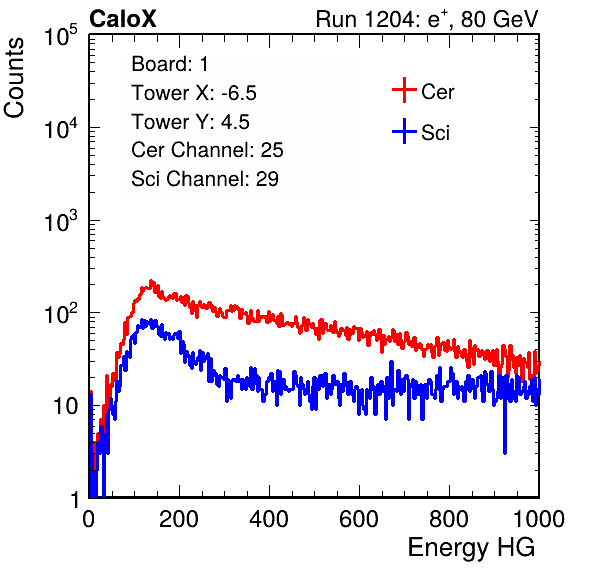 CaloX Run 1204: e+, 80 GeV
Counts
Board: 1
Tower X: -6.5
Tower Y: 4.5
Cer Channel: 25
Sci Channel: 29
Cer
Sci
10^5
10^4
10^3
10^2
10
1
0 200 400 600 800 1000
Energy HG